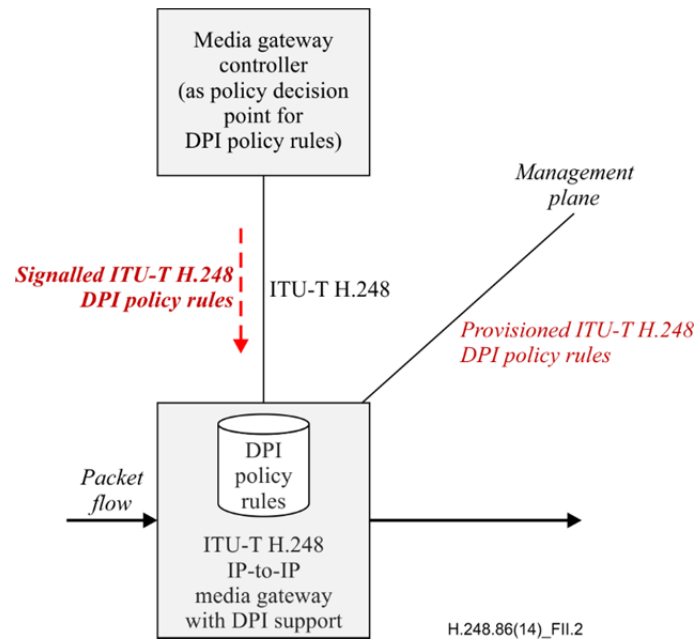 Media gateway
controller
(as policy decision
point for
DPI policy rules)
Management
plane
Signalled ITU-T H.248
DPI policy rules
ITU-T H.248
Provisioned ITU-T H.248
DPI policy rules
DPI
policy
rules
Packet
flow
ITU-T H.248
IP-to-IP
media gateway
with DPI support
H.248.86(14)_FII.2